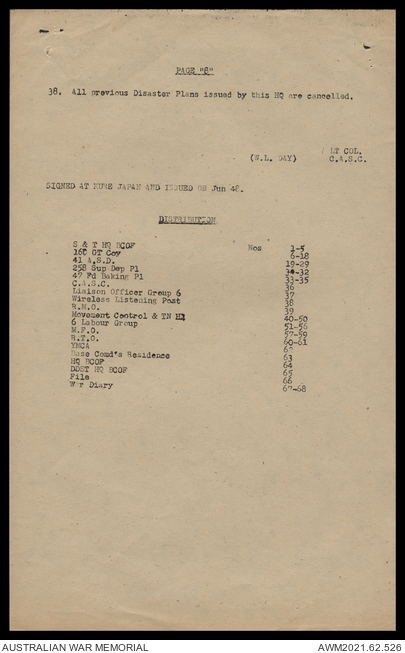 PAGE "8"
38. All previous Disaster Plans issued by this HQ are cancelled.
LT COL.
(W.L. DAY) C.A.S.C.
SIGNED AT KURE JAPAN AND ISSUED ON Jun 48.
DISTRIBUTION
S & T HQ BCOF Nos 1-5
160 GT Coy 6-18
41 A.S.D. 19-29
258 Sup Dep Pl 30-32
47 Fd Baking Pl 33-35
C.A.S.C. 36
Liaison Officer Group 6 37
Wireless Listening Post 38
R.M.O. 39
Movement Control & TN HQ 40-50
6 Labour Group 51-56
M.F.O. 57-59
R.T.O. 60-61
YMCA 62
Base Comd's Residence 63
HQ BCOF 64
DDST HQ BCOF 65
File 66
War Diary 67-68
AUSTRALIAN WAR MEMORIAL AWM2021.62.526